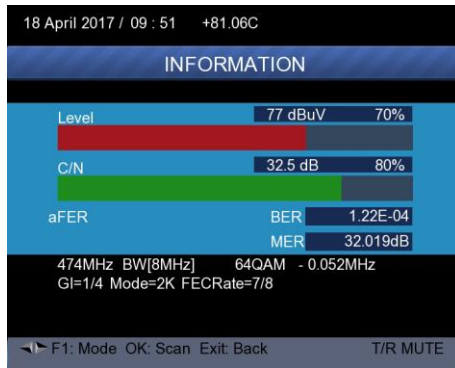 18 April 2017 / 09 : 51 +81.06C
INFORMATION
Level 77 dBuV 70%
C/N 32.5 dB 80%
aFER BER 1.22E-04
MER 32.019dB
474MHz BW[8MHz] 64QAM - 0.052MHz
GI=1/4 Mode=2K FECRate=7/8
F1: Mode OK: Scan Exit: Back T/R MUTE